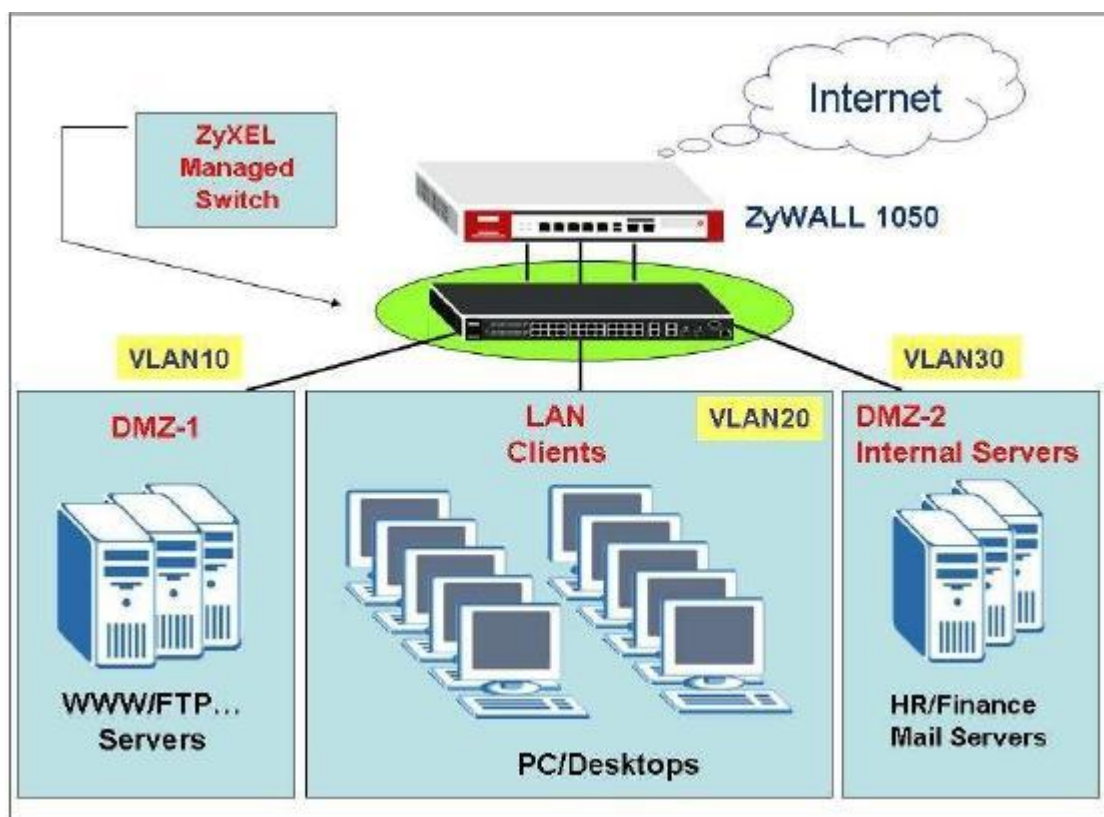 Internet
ZyXEL
Managed
Switch
ZyWALL 1050
VLAN10
VLAN30
DMZ-1
WWW/FTP...
Servers
LAN
Clients
VLAN20
PC/Desktops
DMZ-2
Internal Servers
HR/Finance
Mail Servers